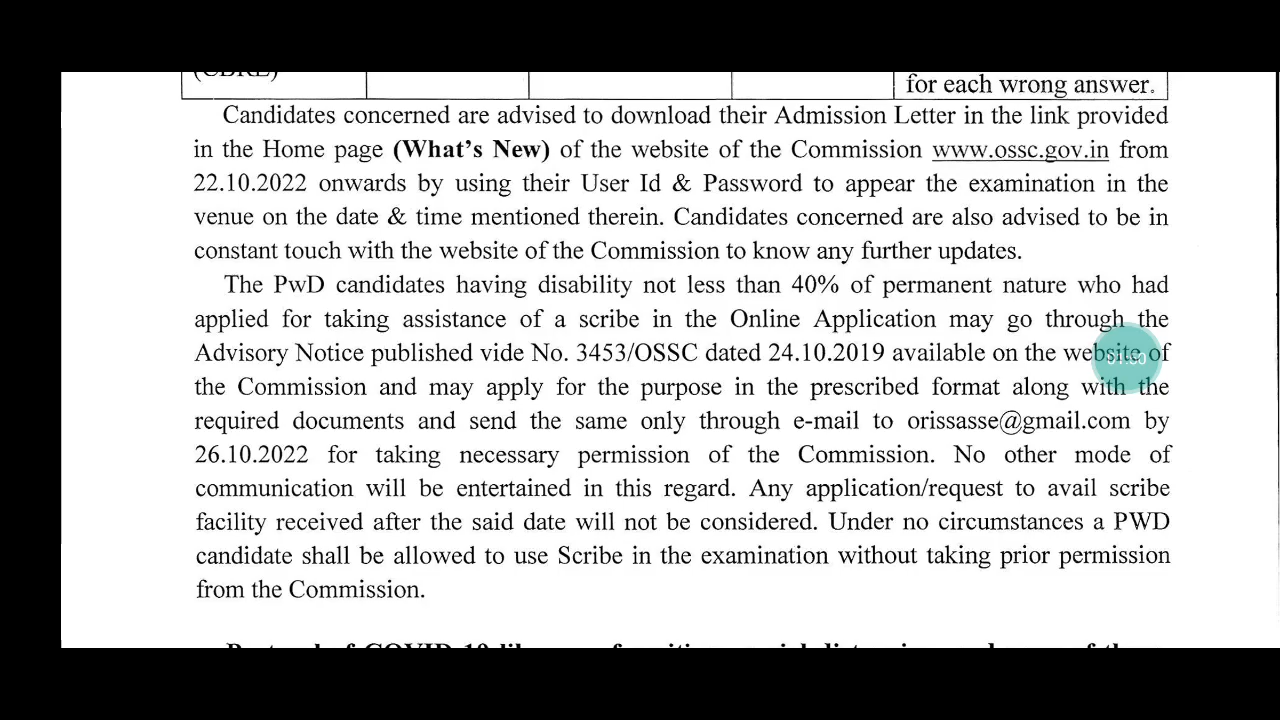 (CBRE)
for each wrong answer.
Candidates concerned are advised to download their Admission Letter in the link provided
in the Home page (What's New) of the website of the Commission www.ossc.gov.in from
22.10.2022 onwards by using their User Id & Password to appear the examination in the
venue on the date & time mentioned therein. Candidates concerned are also advised to be in
constant touch with the website of the Commission to know any further updates.
The PwD candidates having disability not less than 40% of permanent nature who had
applied for taking assistance of a scribe in the Online Application may go through the
Advisory Notice published vide No. 3453/OSSC dated 24.10.2019 available on the website of
the Commission and may apply for the purpose in the prescribed format along with the
required documents and send the same only through e-mail to orissasse@gmail.com by
26.10.2022 for taking necessary permission of the Commission. No other mode of
communication will be entertained in this regard. Any application/request to avail scribe
facility received after the said date will not be considered. Under no circumstances a PWD
candidate shall be allowed to use Scribe in the examination without taking prior permission
from the Commission.